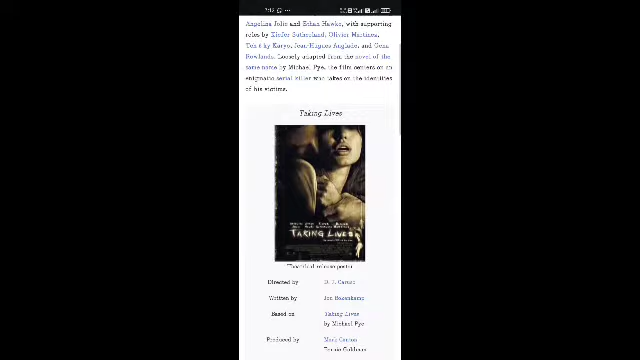 Angelina Jolie and Ethan Hawke, with supporting
roles by Kiefer Sutherland, Olivier Martinez,
Tchéky Karyo, Jean-Hugues Anglade, and Gena
Rowlands. Loosely adapted from the novel of the
same name by Michael Pye, the film centers on an
enigmatic serial killer who takes on the identities
of his victims.
Taking Lives
TAKING LIVES
Theatrical release poster
Directed by D. J. Caruso
Written by Jon Bokenkamp
Based on Taking Lives
by Michael Pye
Produced by Mark Canton
Bernie Goldmann